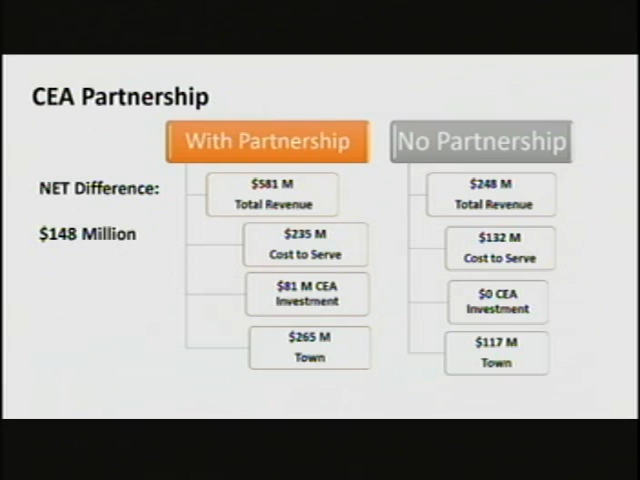 CEA Partnership
With Partnership
No Partnership
NET Difference:
$148 Million
$581 M
Total Revenue
$235 M
Cost to Serve
$81 M CEA
Investment
$265 M
Town
$248 M
Total Revenue
$132 M
Cost to Serve
$0 CEA
Investment
$117 M
Town